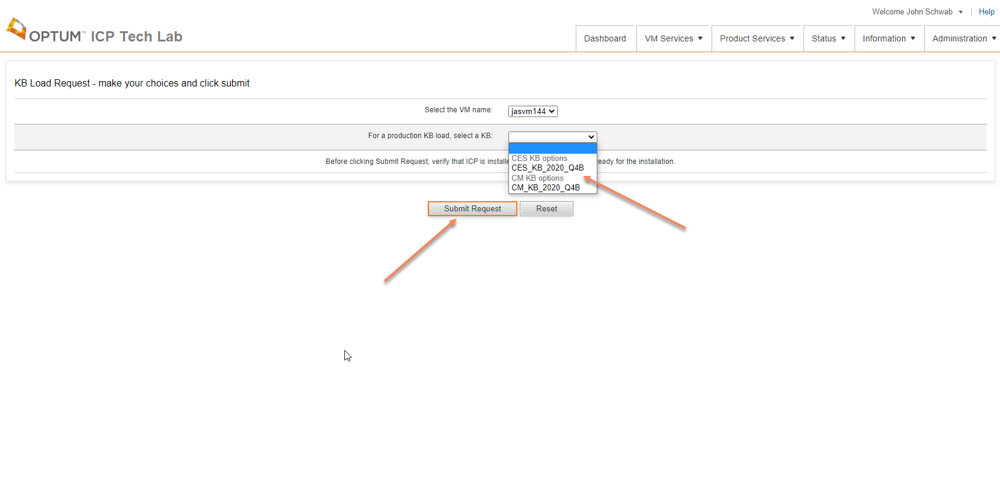 Welcome John Schwab | Help
OPTUM™ ICP Tech Lab
Dashboard VM Services Product Services Status Information Administration
KB Load Request - make your choices and click submit
Select the VM name: jasvm144
For a production KB load, select a KB:
CES KB options
Before clicking Submit Request, verify that ICP is installe eady for the installation.
CES_KB_2020_Q4B
CM KB options
CM_KB_2020_Q4B
Submit Request Reset